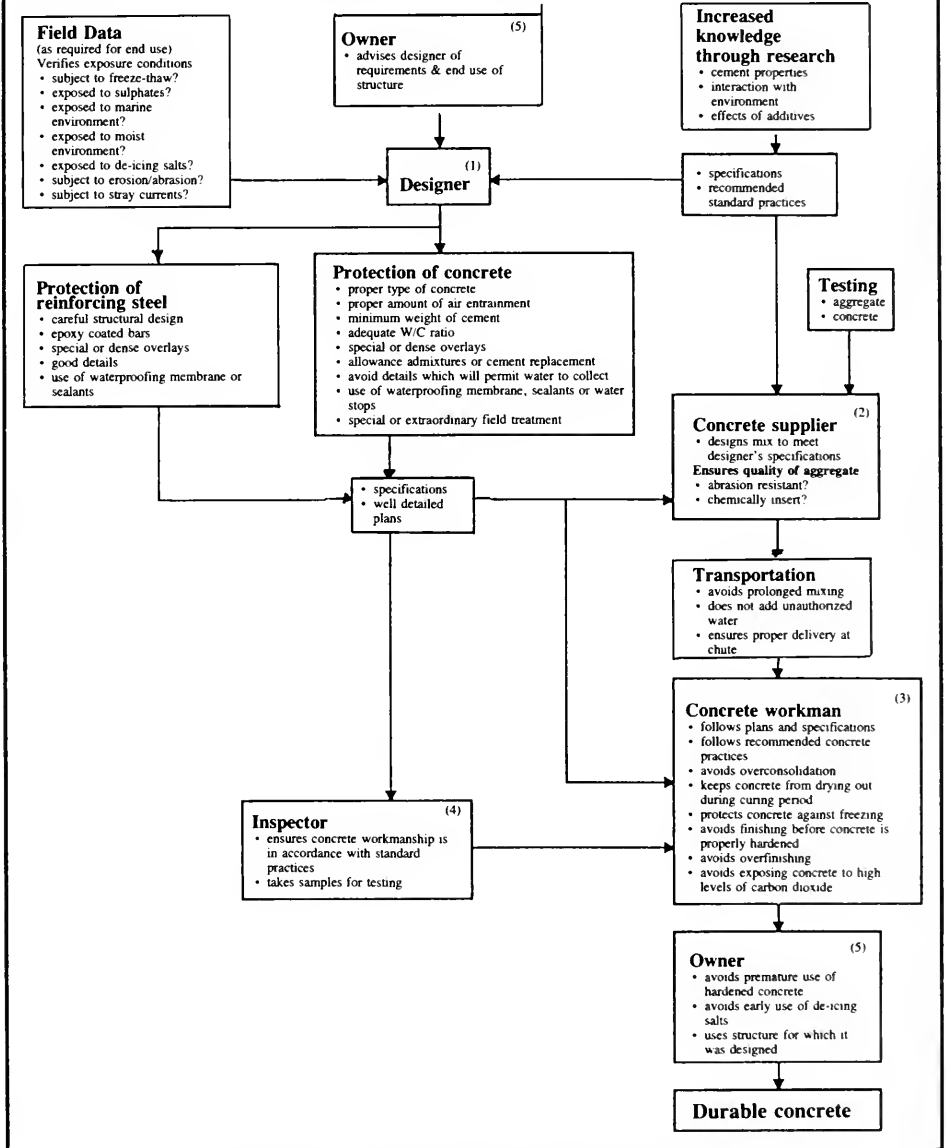 Field Data
(as required for end use)
Verifies exposure conditions
• subject to freeze-thaw?
• exposed to sulphates?
• exposed to marine
environment?
• exposed to moist
environment?
• exposed to de-icing salts?
• subject to erosion/abrasion?
• subject to stray currents?
(5)
Owner
• advises designer of
requirements & end use of
structure
Increased
knowledge
through research
• cement properties
• interaction with
environment
• effects of additives
(1)
Designer
• specifications
• recommended
standard practices
Protection of
reinforcing steel
• careful structural design
• epoxy coated bars
• special or dense overlays
• good details
• use of waterproofing membrane or
sealants
Protection of concrete
• proper type of concrete
• proper amount of air entrainment
• minimum weight of cement
• adequate W/C ratio
• special or dense overlays
• allowance admixtures or cement replacement
• avoid details which will permit water to collect
• use of waterproofing membrane, sealants or water
stops
• special or extraordinary field treatment
Testing
• aggregate
• concrete
(2)
Concrete supplier
• designs mix to meet
designer's specifications
Ensures quality of aggregate
• abrasion resistant?
• chemically insert?
• specifications
• well detailed
plans
Transportation
• avoids prolonged mixing
• does not add unauthorized
water
• ensures proper delivery at
chute
(3)
Concrete workman
• follows plans and specifications
• follows recommended concrete
practices
• avoids overconsolidation
• keeps concrete from drying out
during curing period
• protects concrete against freezing
• avoids finishing before concrete is
properly hardened
• avoids overfinishing
• avoids exposing concrete to high
levels of carbon dioxide
(4)
Inspector
• ensures concrete workmanship is
in accordance with standard
practices
• takes samples for testing
(5)
Owner
• avoids premature use of
hardened concrete
• avoids early use of de-icing
salts
• uses structure for which it
was designed
Durable concrete